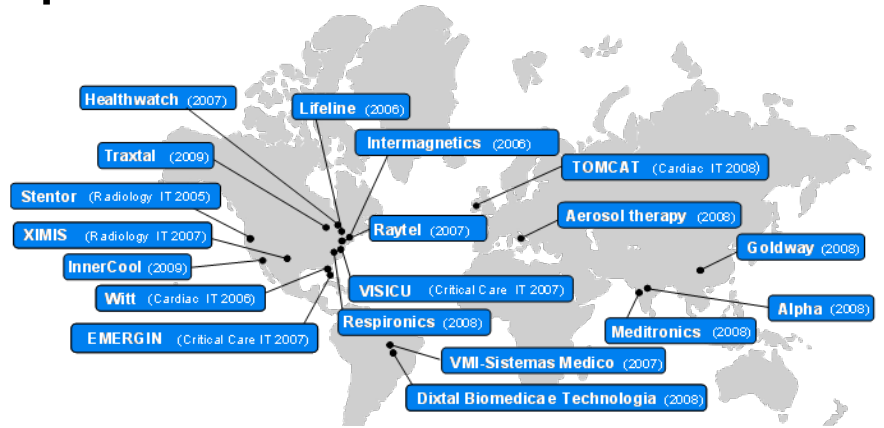 Healthwatch (2007)
Lifeline (2006)
Intermagnetics (2006)
Traxtal (2009)
TOMCAT (Cardiac IT 2008)
Stentor (Radiology IT 2005)
Aerosol therapy (2008)
XIMIS (Radiology IT 2007)
Raytel (2007)
Goldway (2008)
InnerCool (2009)
Witt (Cardiac IT 2006)
VISICU (Critical Care IT 2007)
Alpha (2008)
EMERGIN (Critical Care IT 2007)
Respironics (2008)
Meditronics (2008)
VMI-Sistemas Medico (2007)
Dixtal Biomedica e Technologia (2008)